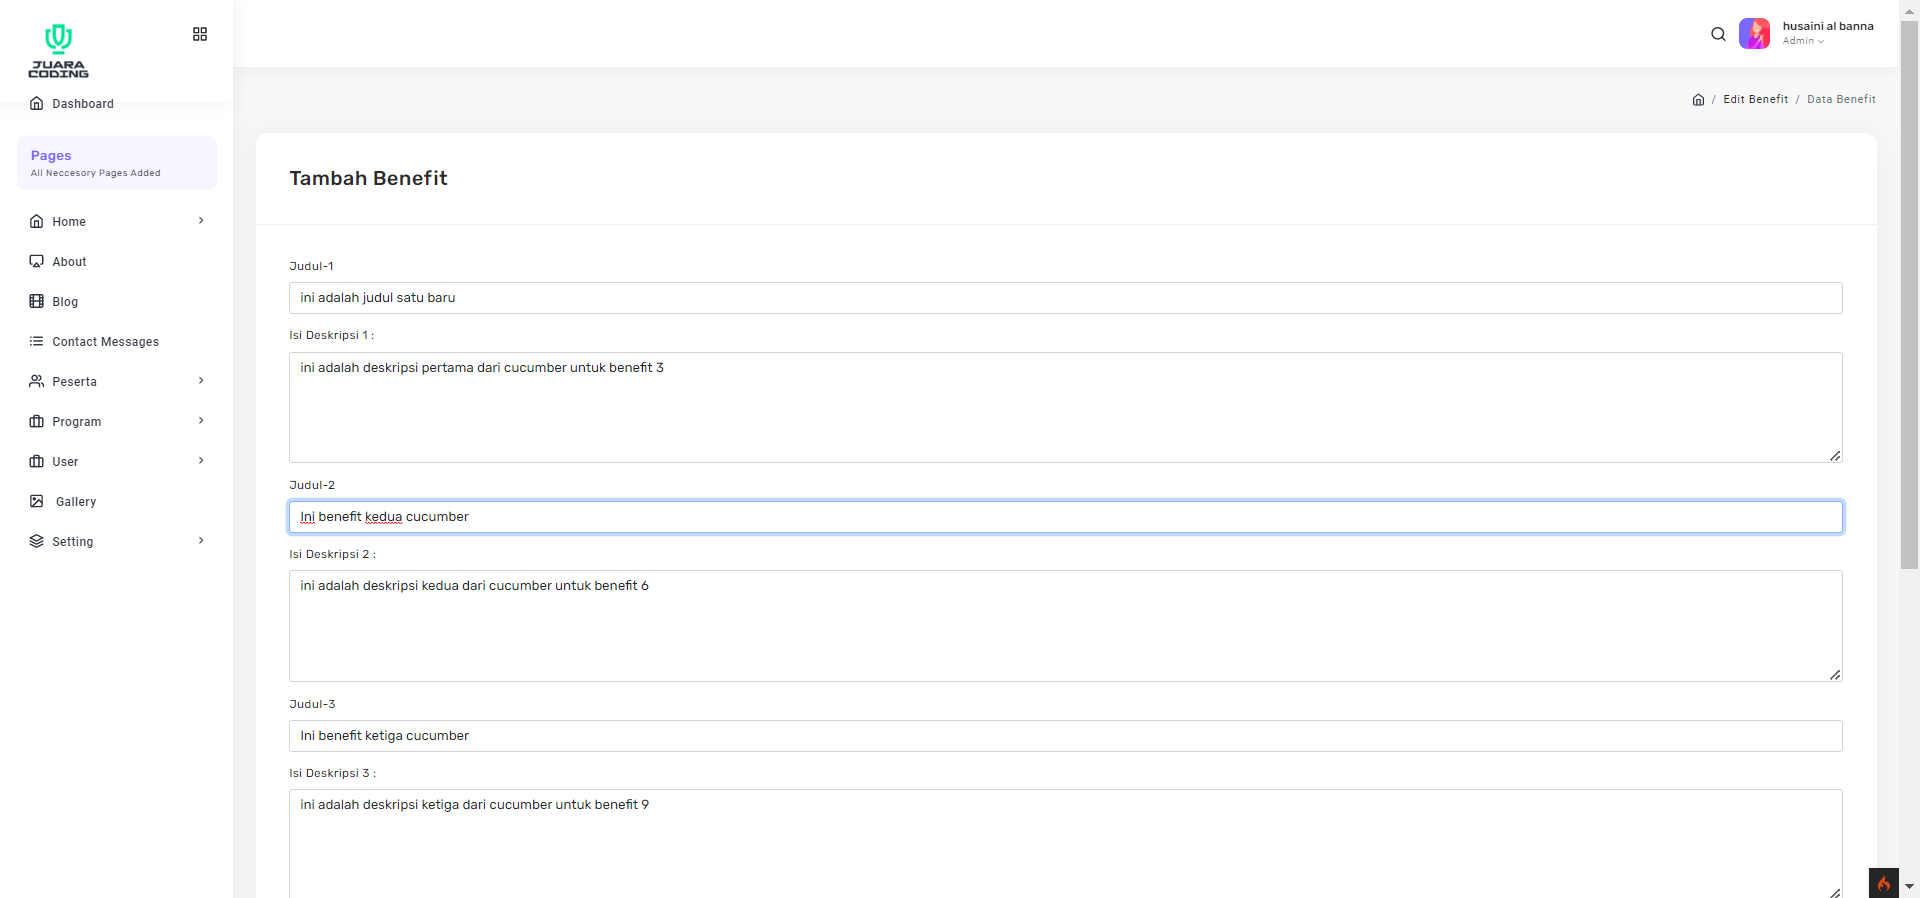 JUARA
CODING
husaini al banna
Admin
Dashboard
/ Edit Benefit / Data Benefit
Pages
All Neccesory Pages Added
Tambah Benefit
Home
About
Blog
Contact Messages
Peserta
Program
User
Gallery
Setting
Judul-1
ini adalah judul satu baru
Isi Deskripsi 1 :
ini adalah deskripsi pertama dari cucumber untuk benefit 3
Judul-2
Ini benefit kedua cucumber
Isi Deskripsi 2 :
ini adalah deskripsi kedua dari cucumber untuk benefit 6
Judul-3
Ini benefit ketiga cucumber
Isi Deskripsi 3 :
ini adalah deskripsi ketiga dari cucumber untuk benefit 9